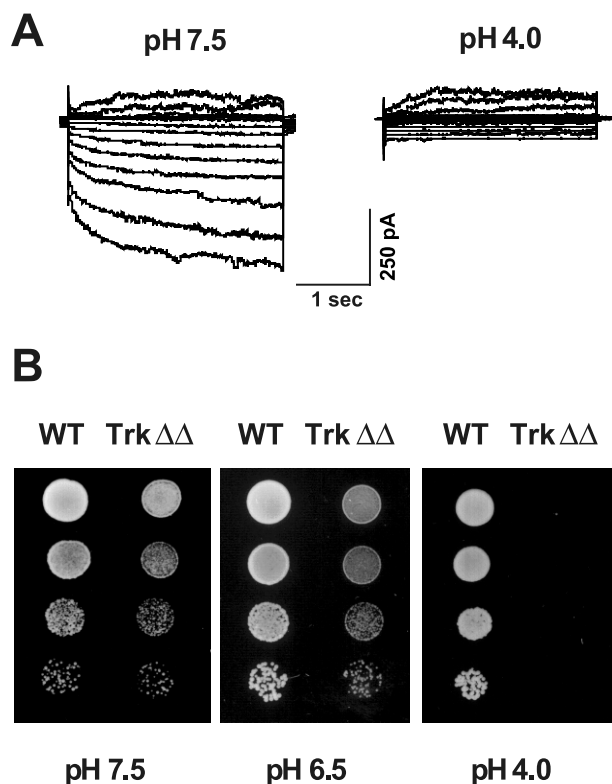 A
pH 7.5
pH 4.0
250 pA
1 sec
B
WT Trk ΔΔ WT Trk ΔΔ WT Trk ΔΔ
pH 7.5 pH 6.5 pH 4.0